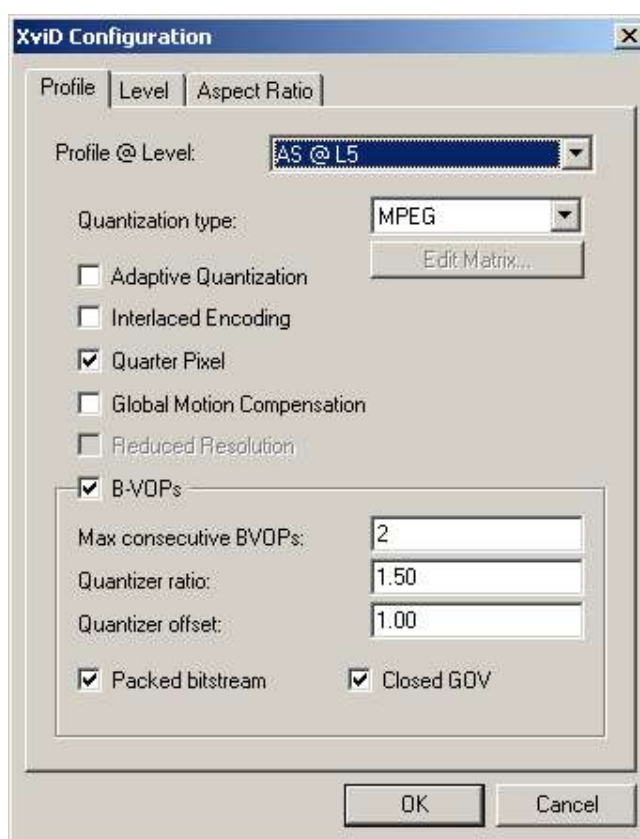 XviD Configuration
Profile Level Aspect Ratio
Profile @ Level: AS @ L5
Quantization type: MPEG
Edit Matrix...
Adaptive Quantization
Interlaced Encoding
Quarter Pixel
Global Motion Compensation
Reduced Resolution
B-VOPs
Max consecutive BVOPs: 2
Quantizer ratio: 1.50
Quantizer offset: 1.00
Packed bitstream Closed GOV
OK Cancel